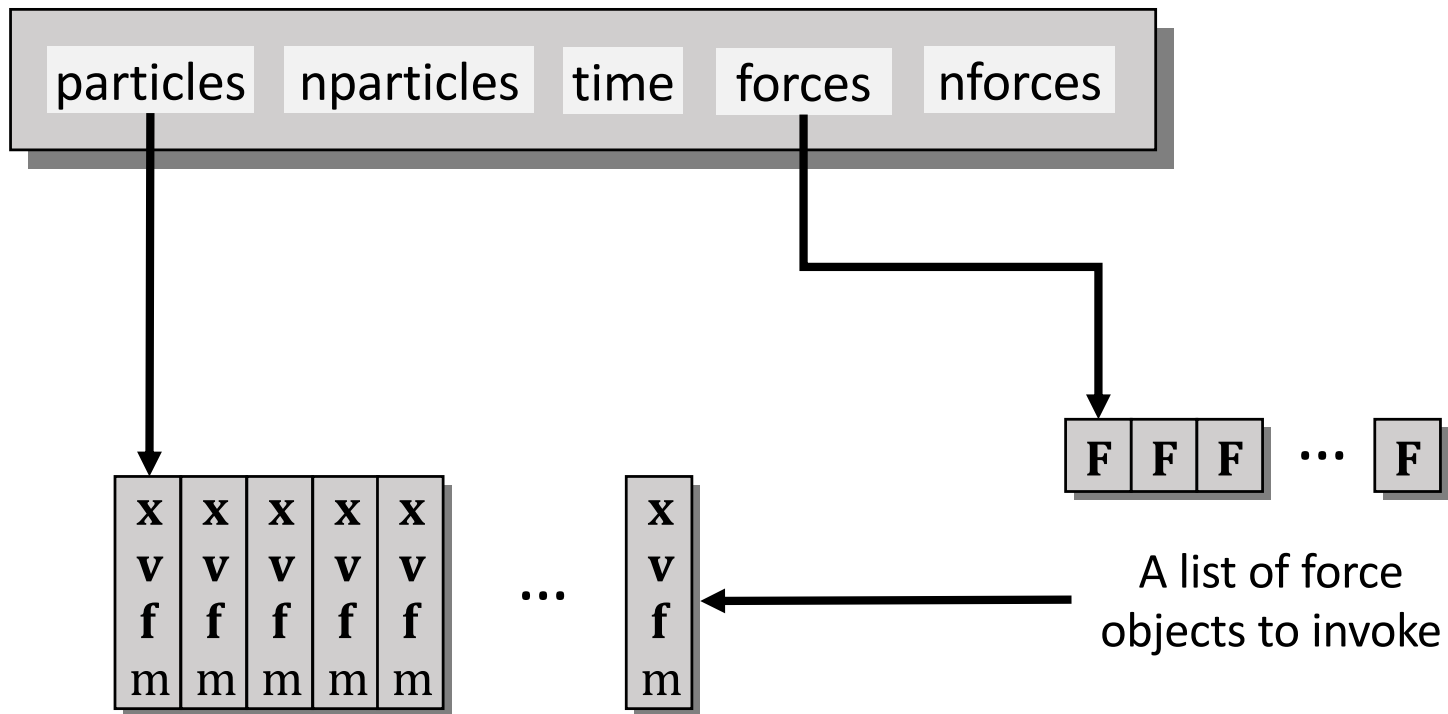 particles nparticles time forces nforces
F F F ... F
x x x x x ... x
v v v v v v
f f f f f f
m m m m m m
A list of force
objects to invoke